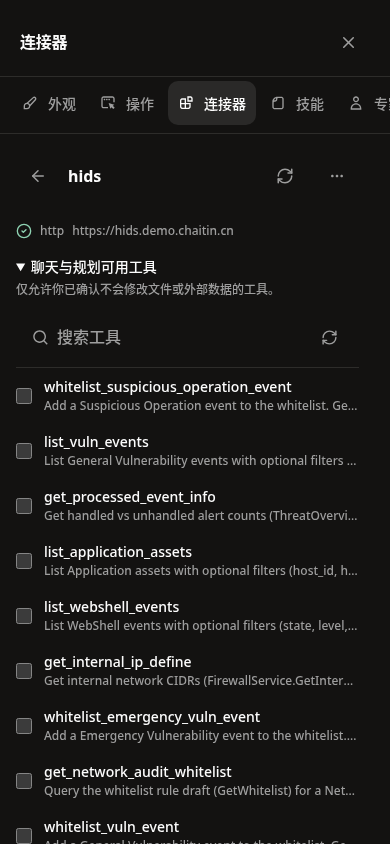 连接器
外观 操作 连接器 技能
hids
http https://hids.demo.chaitin.cn
聊天与规划可用工具
仅允许你已确认不会修改文件或外部数据的工具。
搜索工具
whitelist_suspicious_operation_event
Add a Suspicious Operation event to the whitelist. Ge...
list_vuln_events
List General Vulnerability events with optional filters ...
get_processed_event_info
Get handled vs unhandled alert counts (ThreatOvervi...
list_application_assets
List Application assets with optional filters (host_id, h...
list_webshell_events
List WebShell events with optional filters (state, level,...
get_internal_ip_define
Get internal network CIDRs (FirewallService.GetInter...
whitelist_emergency_vuln_event
Add a Emergency Vulnerability event to the whitelist....
get_network_audit_whitelist
Query the whitelist rule draft (GetWhitelist) for a Net...
whitelist_vuln_event